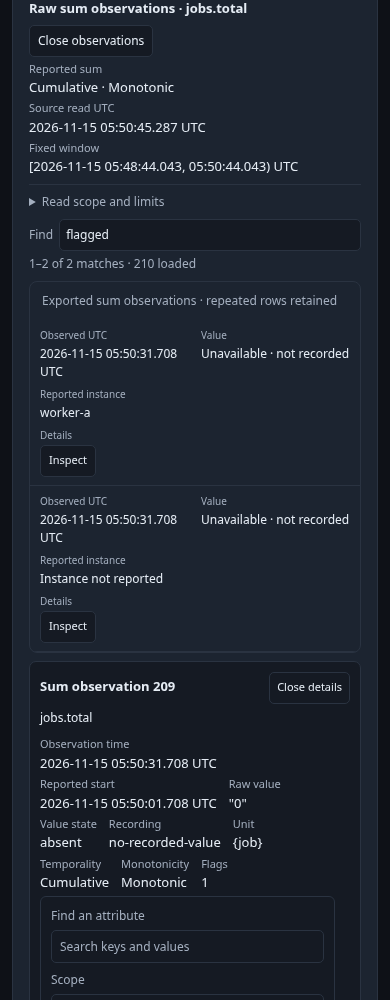 Raw sum observations · jobs.total
Close observations
Reported sum
Cumulative · Monotonic
Source read UTC
2026-11-15 05:50:45.287 UTC
Fixed window
[2026-11-15 05:48:44.043, 05:50:44.043) UTC
▶ Read scope and limits
Find flagged
1–2 of 2 matches · 210 loaded
Exported sum observations · repeated rows retained
Observed UTC Value
2026-11-15 05:50:31.708 Unavailable · not recorded
UTC
Reported instance
worker-a
Details
Inspect
Observed UTC Value
2026-11-15 05:50:31.708 Unavailable · not recorded
UTC
Reported instance
Instance not reported
Details
Inspect
Sum observation 209 Close details
jobs.total
Observation time
2026-11-15 05:50:31.708 UTC
Reported start Raw value
2026-11-15 05:50:01.708 UTC "0"
Value state Recording Unit
absent no-recorded-value {job}
Temporality Monotonicity Flags
Cumulative Monotonic 1
Find an attribute
Search keys and values
Scope